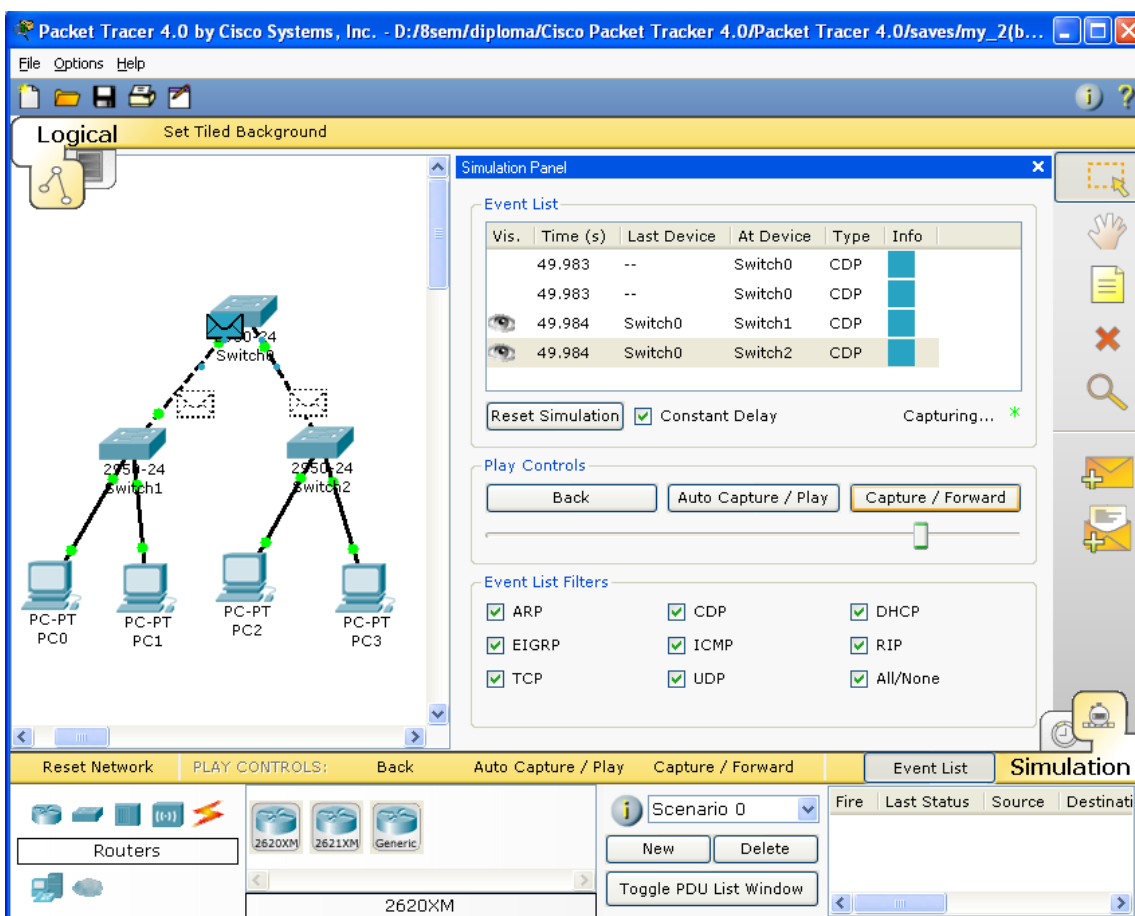 Packet Tracer 4.0 by Cisco Systems, Inc. - D:/8sem/diploma/Cisco Packet Tracker 4.0/Packet Tracer 4.0/saves/my_2(b...
File Options Help
Logical Set Tiled Background
Simulation Panel
Event List
Vis. Time (s) Last Device At Device Type Info
49.983 -- Switch0 CDP
49.983 -- Switch0 CDP
49.984 Switch0 Switch1 CDP
49.984 Switch0 Switch2 CDP
Reset Simulation Constant Delay Capturing... *
Play Controls
Back Auto Capture / Play Capture / Forward
Event List Filters
ARP CDP DHCP
EIGRP ICMP RIP
TCP UDP All/None
Switch0
2950-24
Switch1
2950-24
Switch2
PC-PT
PC0
PC-PT
PC1
PC-PT
PC2
PC-PT
PC3
Reset Network PLAY CONTROLS: Back Auto Capture / Play Capture / Forward Event List Simulation
Routers
2620XM 2621XM Generic
2620XM
Scenario 0
New Delete
Toggle PDU List Window
Fire Last Status Source Destinati